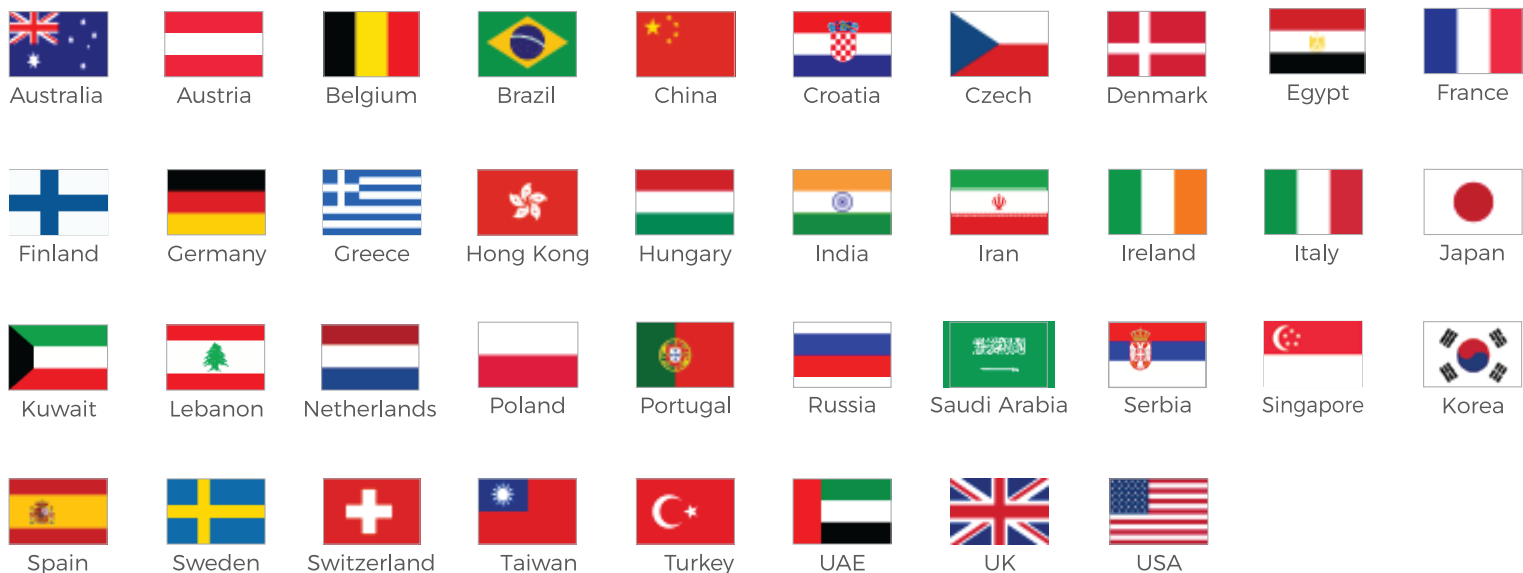 Australia Austria Belgium Brazil China Croatia Czech Denmark Egypt France
Finland Germany Greece Hong Kong Hungary India Iran Ireland Italy Japan
Kuwait Lebanon Netherlands Poland Portugal Russia Saudi Arabia Serbia Singapore Korea
Spain Sweden Switzerland Taiwan Turkey UAE UK USA